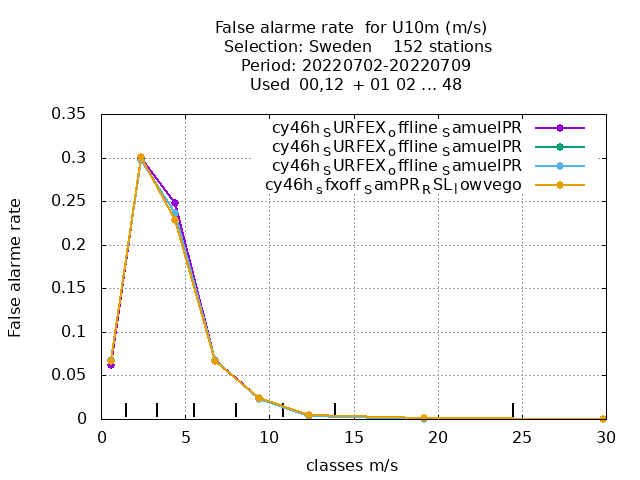 False alarme rate for U10m (m/s)
Selection: Sweden 152 stations
Period: 20220702-20220709
Used 00,12 + 01 02 ... 48
0.35
0.3
0.25
0.2
0.15
0.1
0.05
0
False alarme rate
cy46h_SURFEX_offline_SamuelPR
cy46h_SURFEX_offline_SamuelPR
cy46h_SURFEX_offline_SamuelPR
cy46h_sfxoff_SamPR_RSL_lowvego
0 5 10 15 20 25 30
classes m/s